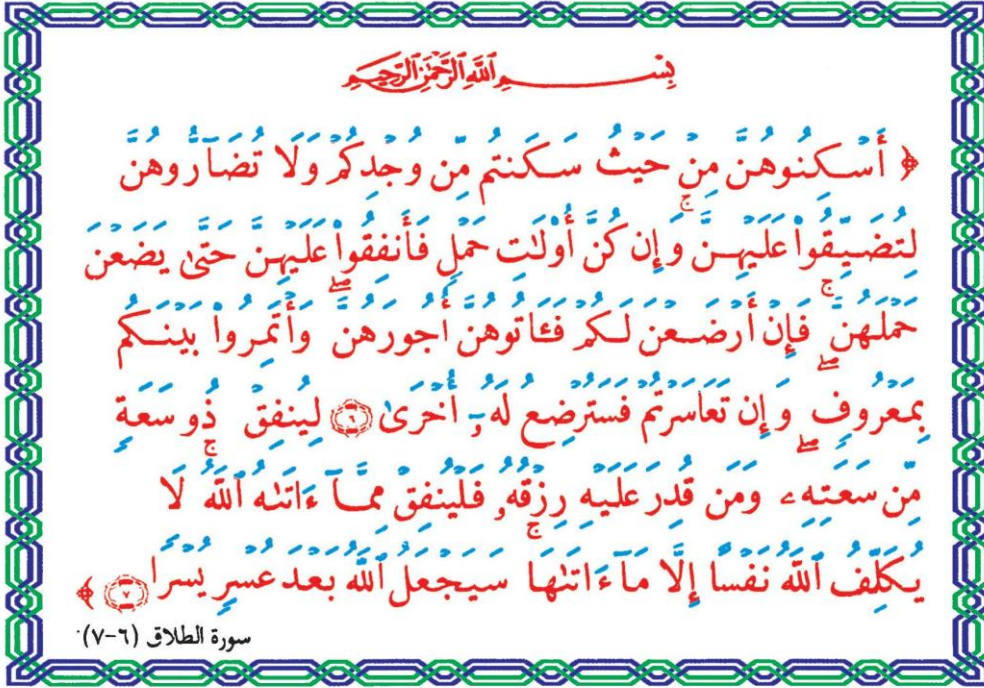 بِسْمِ ٱللَّهِ ٱلرَّحْمَٰنِ ٱلرَّحِيمِ
﴿ أَسْكِنُوهُنَّ مِنْ حَيْثُ سَكَنتُم مِّن وُجْدِكُمْ وَلَا تُضَآرُّوهُنَّ
لِتُضَيِّقُوا۟ عَلَيْهِنَّ ۚ وَإِن كُنَّ أُو۟لَٰتِ حَمْلٍ فَأَنفِقُوا۟ عَلَيْهِنَّ حَتَّىٰ يَضَعْنَ
حَمْلَهُنَّ ۚ فَإِنْ أَرْضَعْنَ لَكُمْ فَـَٔاتُوهُنَّ أُجُورَهُنَّ ۖ وَأْتَمِرُوا۟ بَيْنَكُم
بِمَعْرُوفٍ ۖ وَإِن تَعَاسَرْتُمْ فَسَتُرْضِعُ لَهُۥٓ أُخْرَىٰ ۝٦ لِيُنفِقْ ذُو سَعَةٍ
مِّن سَعَتِهِۦ ۖ وَمَن قُدِرَ عَلَيْهِ رِزْقُهُۥ فَلْيُنفِقْ مِمَّآ ءَاتَىٰهُ ٱللَّهُ ۚ لَا
يُكَلِّفُ ٱللَّهُ نَفْسًا إِلَّا مَآ ءَاتَىٰهَا ۚ سَيَجْعَلُ ٱللَّهُ بَعْدَ عُسْرٍ يُسْرًا ۝٧ ﴾
سورة الطلاق (٦-٧)